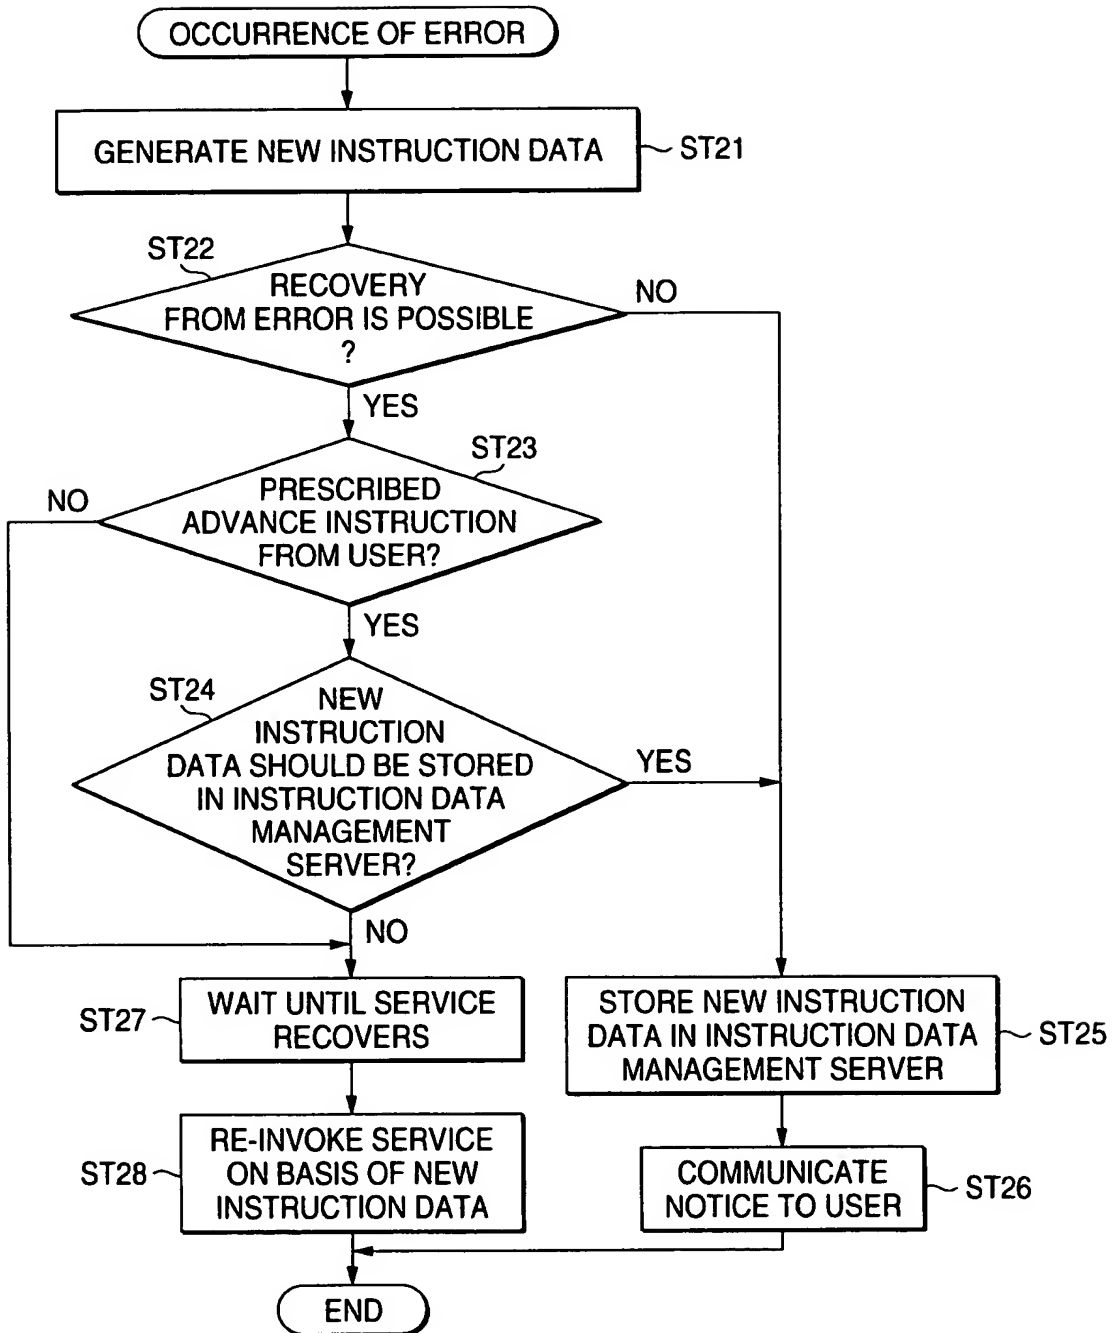 OCCURRENCE OF ERROR
GENERATE NEW INSTRUCTION DATA
ST21
ST22
RECOVERY
FROM ERROR IS POSSIBLE
?
NO
YES
ST23
PRESCRIBED
ADVANCE INSTRUCTION
FROM USER?
NO
YES
ST24
NEW
INSTRUCTION
DATA SHOULD BE STORED
IN INSTRUCTION DATA
MANAGEMENT
SERVER?
YES
NO
ST27
WAIT UNTIL SERVICE
RECOVERS
STORE NEW INSTRUCTION
DATA IN INSTRUCTION DATA
MANAGEMENT SERVER
ST25
ST28
RE-INVOKE SERVICE
ON BASIS OF NEW
INSTRUCTION DATA
COMMUNICATE
NOTICE TO USER
ST26
END